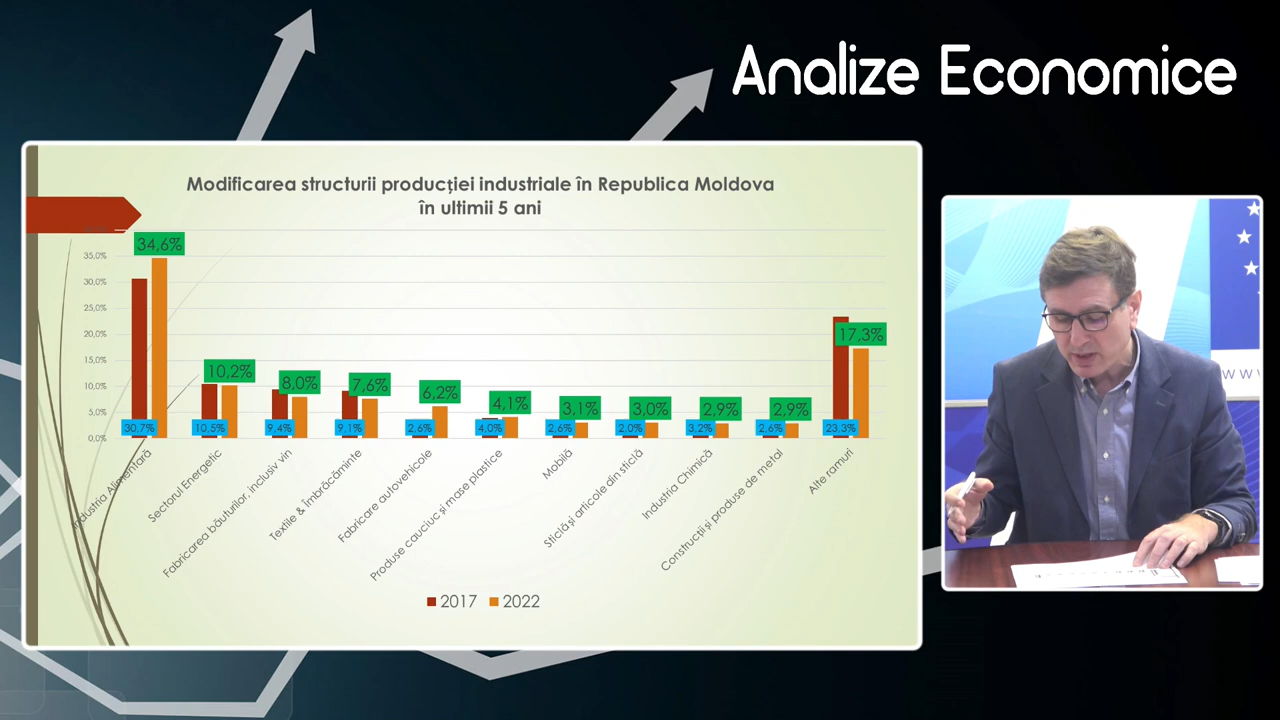 Analize Economice
Modificarea structurii producției industriale în Republica Moldova
în ultimii 5 ani
35,0%
30,0%
25,0%
20,0%
15,0%
10,0%
5,0%
0,0%
34,6%
10,2%
8,0%
7,6%
6,2%
4,1%
3,1%
3,0%
2,9%
2,9%
17,3%
30,7%
10,5%
9,4%
9,1%
2,6%
4,0%
2,6%
2,0%
3,2%
2,6%
23,3%
Industria Alimentară
Sectorul Energetic
Fabricarea băuturilor, inclusiv vin
Textile & Îmbrăcăminte
Fabricare autovehicole
Produse cauciuc și mase plastice
Mobilă
Sticlă și articole din sticlă
Industria Chimică
Construcții și produse de metal
Alte ramuri
2017
2022
WW